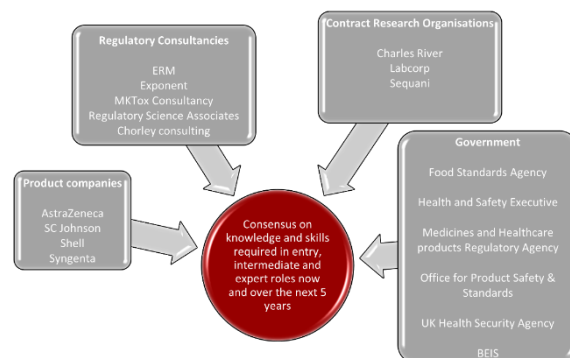 Regulatory Consultancies
ERM
Exponent
MKTox Consultancy
Regulatory Science Associates
Chorley consulting
Contract Research Organisations
Charles River
Labcorp
Sequani
Product companies
AstraZeneca
SC Johnson
Shell
Syngenta
Consensus on
knowledge and skills
required in entry,
intermediate and
expert roles now
and over the next 5
years
Government
Food Standards Agency
Health and Safety Executive
Medicines and Healthcare
products Regulatory Agency
Office for Product Safety &
Standards
UK Health Security Agency
BEIS